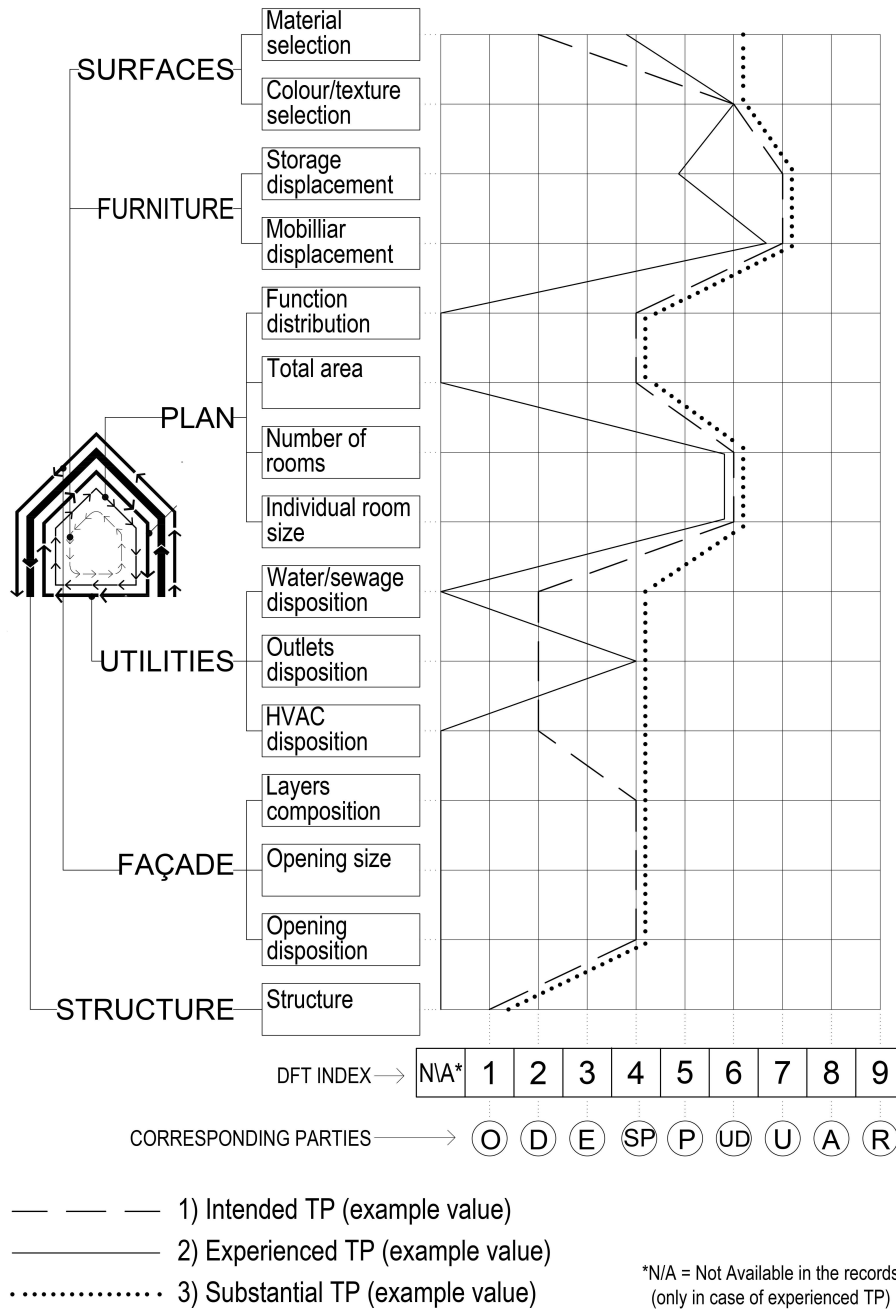 Material
selection
SURFACES
Colour/texture
selection
Storage
displacement
FURNITURE
Mobilliar
displacement
Function
distribution
Total area
PLAN
Number of
rooms
Individual room
size
Water/sewage
disposition
UTILITIES
Outlets
disposition
HVAC
disposition
Layers
composition
FAÇADE
Opening size
Opening
disposition
STRUCTURE
Structure
DFT INDEX
N\A* 1 2 3 4 5 6 7 8 9
CORRESPONDING PARTIES
O D E SP P UD U A R
1) Intended TP (example value)
2) Experienced TP (example value)
3) Substantial TP (example value)
*N/A = Not Available in the records
(only in case of experienced TP)